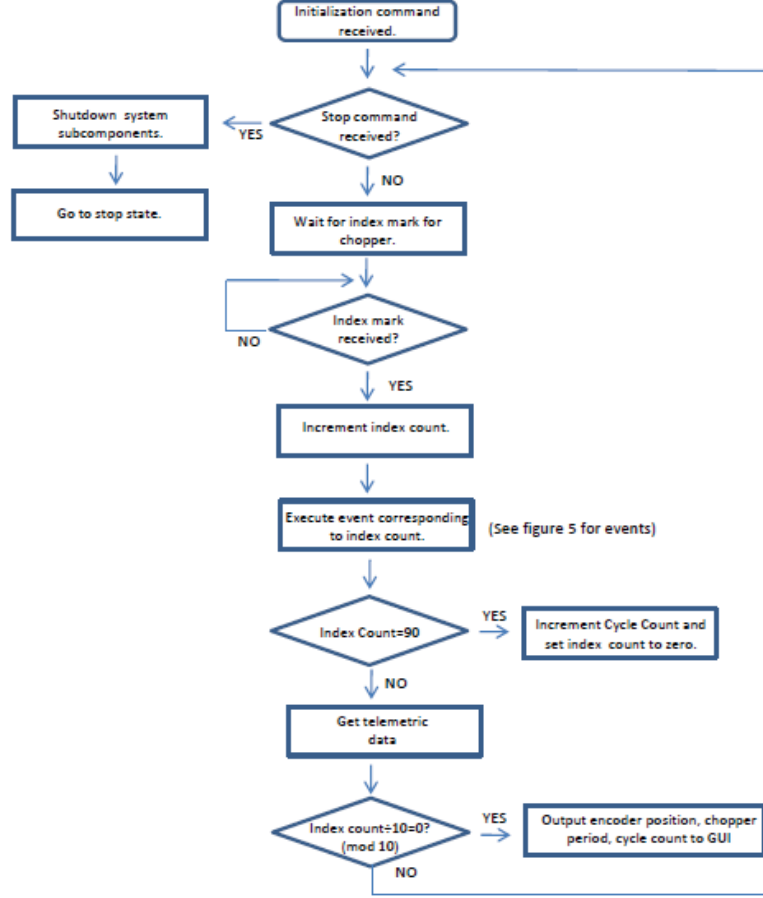 Initialization command
received.
Stop command
received?
YES
Shutdown system
subcomponents.
Go to stop state.
NO
Wait for index mark for
chopper.
Index mark
received?
NO
YES
Increment index count.
Execute event corresponding
to index count.
(See figure 5 for events)
Index Count=90
YES
Increment Cycle Count and
set index count to zero.
NO
Get telemetric
data
Index count÷10=0?
(mod 10)
YES
Output encoder position, chopper
period, cycle count to GUI
NO